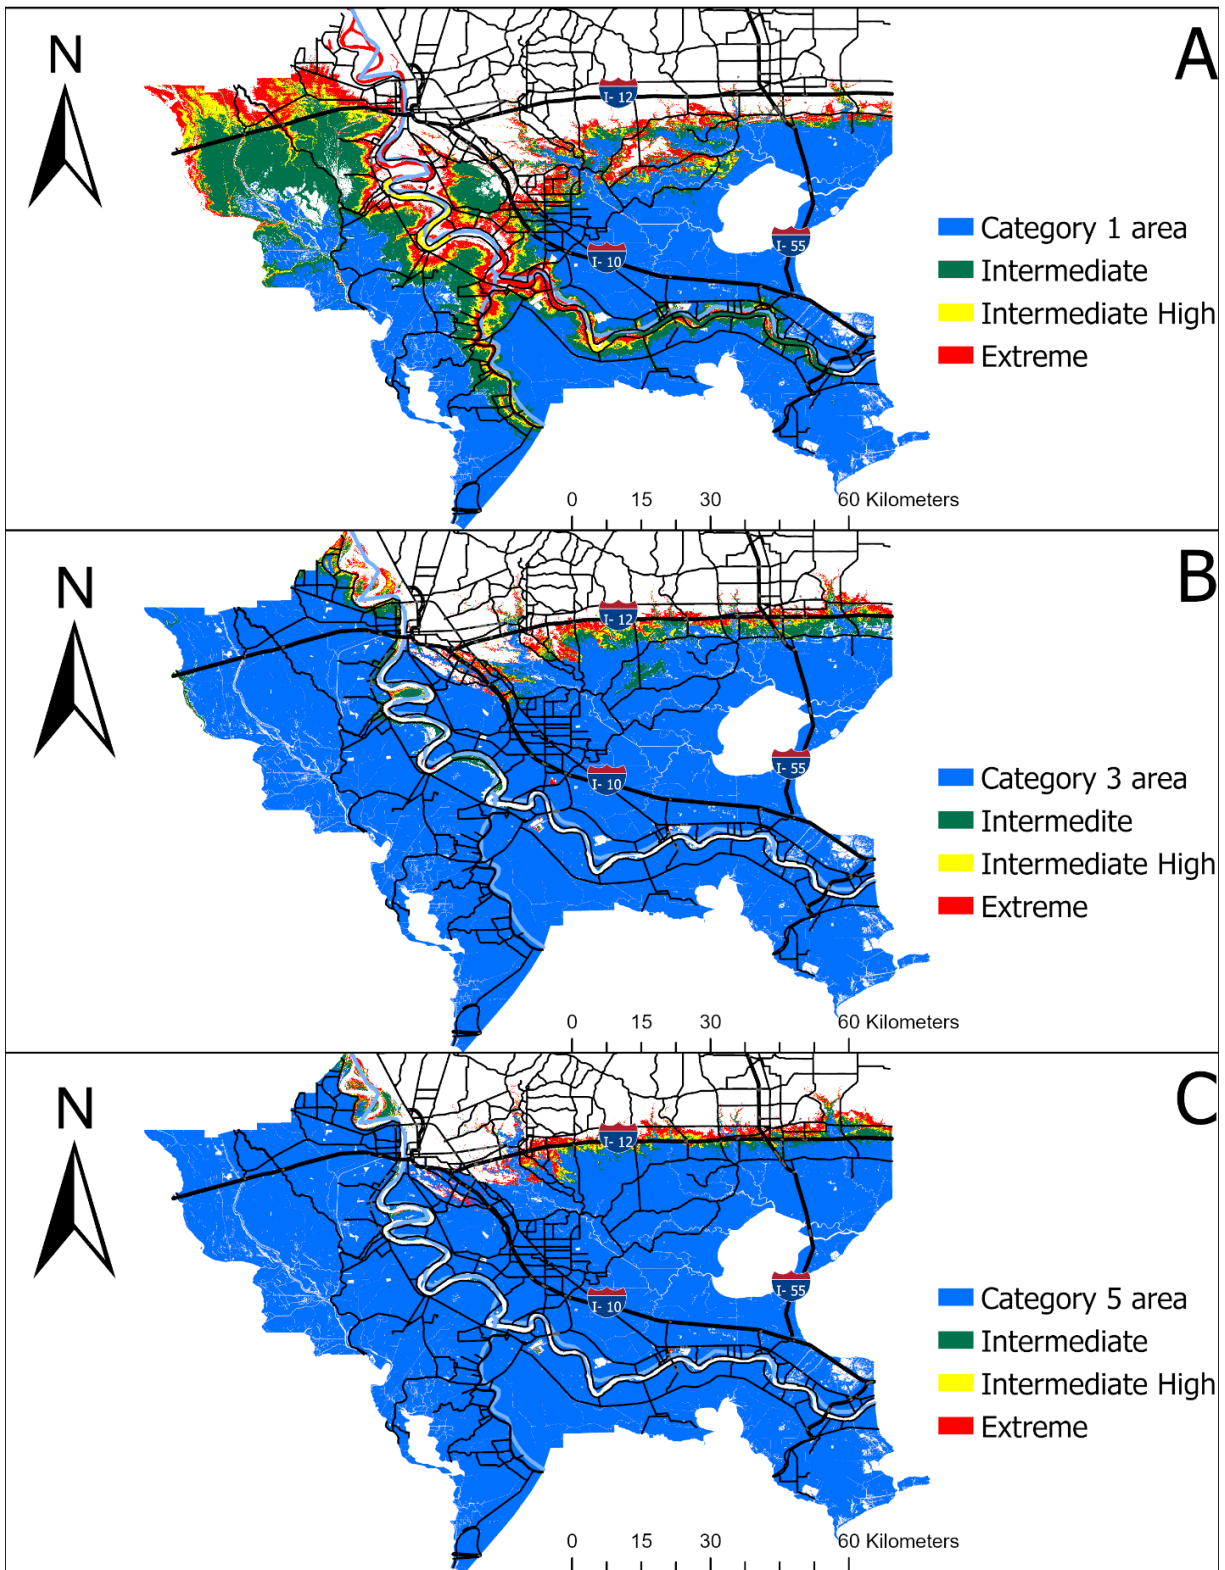 A
N
I- 12
I- 55
I- 10
Category 1 area
Intermediate
Intermediate High
Extreme
0 15 30 60 Kilometers
B
N
I- 12
I- 55
I- 10
Category 3 area
Intermedite
Intermediate High
Extreme
0 15 30 60 Kilometers
C
N
I- 12
I- 55
I- 10
Category 5 area
Intermediate
Intermediate High
Extreme
0 15 30 60 Kilometers